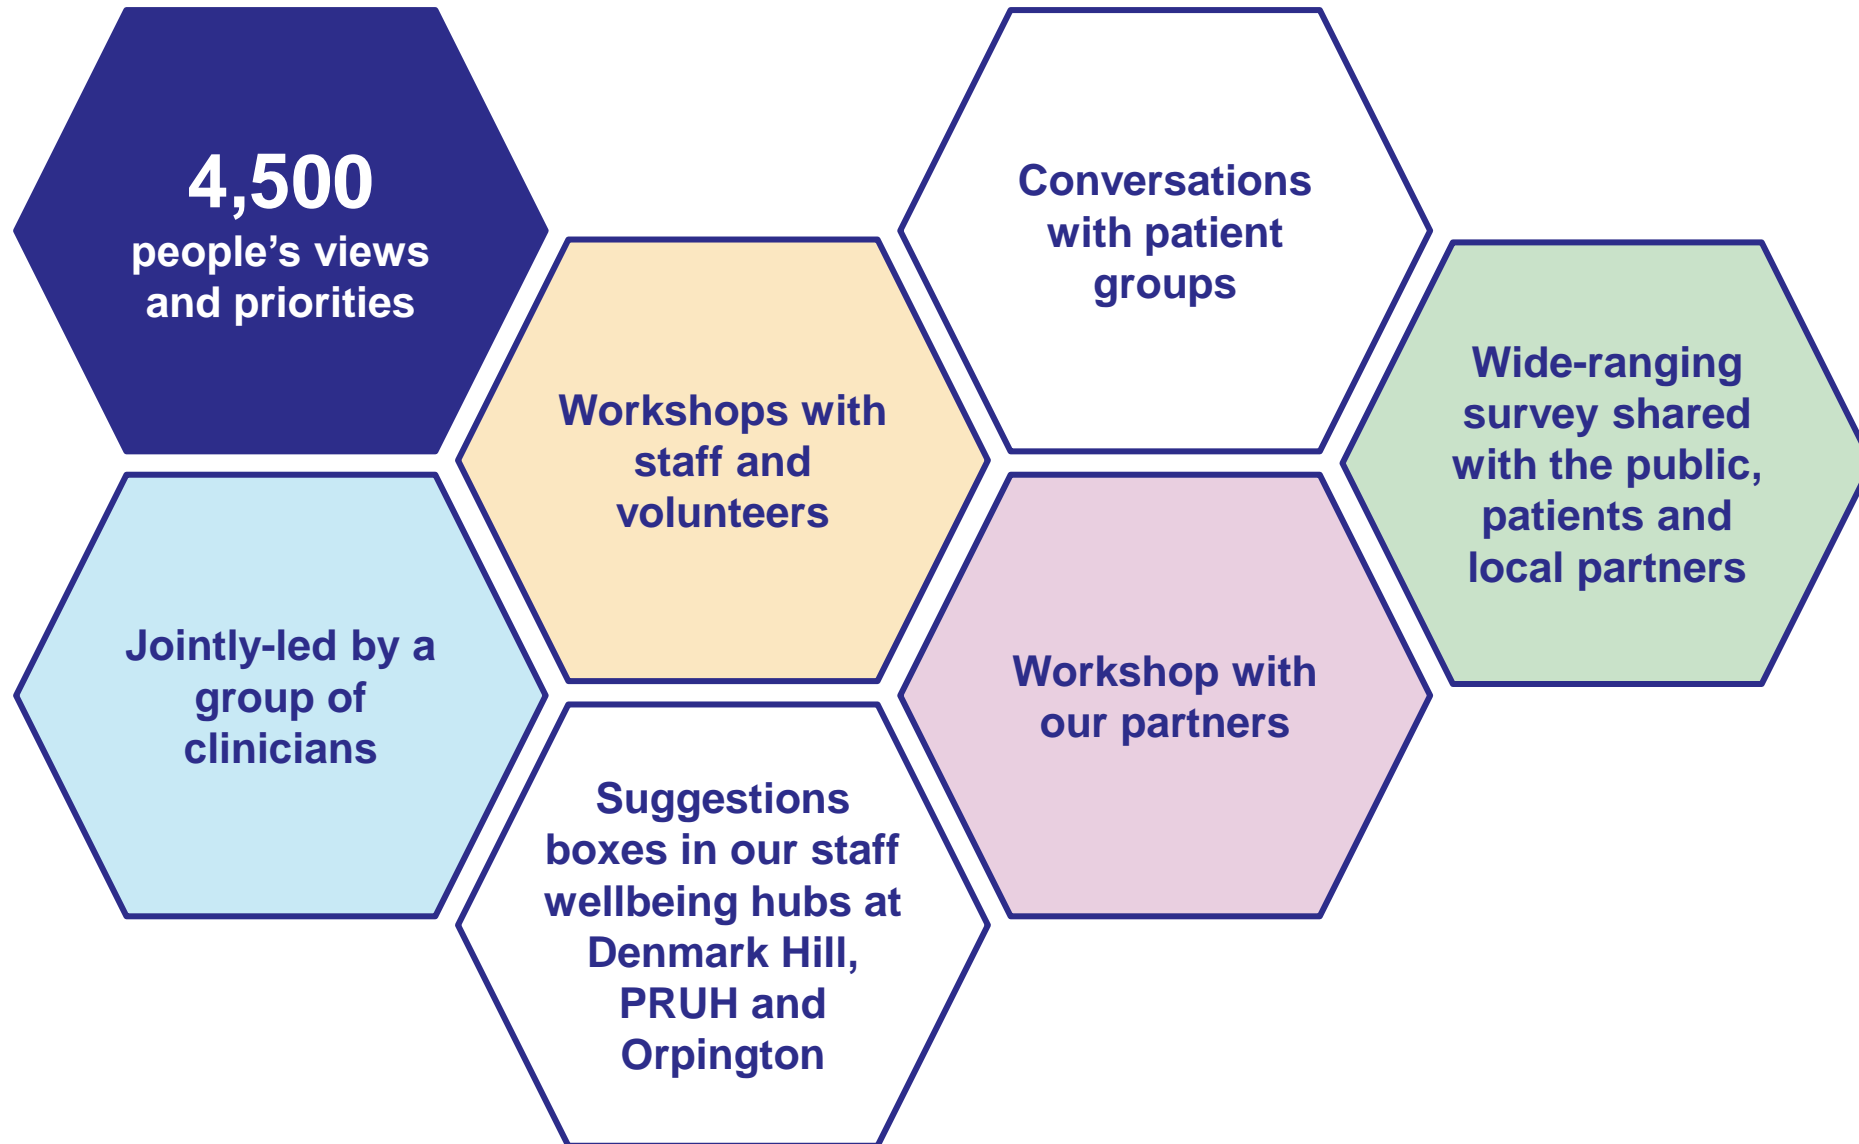 4,500
people’s views
and priorities
Conversations
with patient
groups
Workshops with
staff and
volunteers
Wide-ranging
survey shared
with the public,
patients and
local partners
Jointly-led by a
group of
clinicians
Workshop with
our partners
Suggestions
boxes in our staff
wellbeing hubs at
Denmark Hill,
PRUH and
Orpington